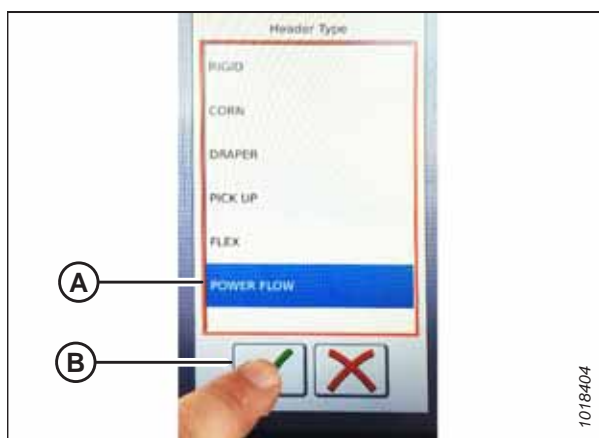 Header Type
RIGID
CORN
DRAPER
PICK UP
FLEX
A
POWER FLOW
B
1018404